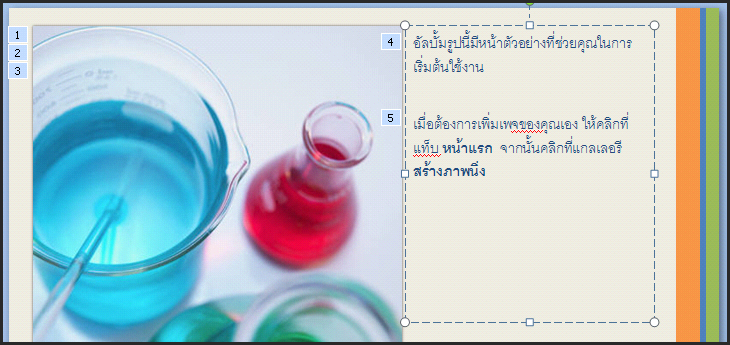 1
2
3
4
อัลบั้มรูปนี้มีหน้าตัวอย่างที่ช่วยคุณในการ
เริ่มต้นใช้งาน
5
เมื่อต้องการเพิ่มเพจของคุณเอง ให้คลิกที่
แท็บ หน้าแรก จากนั้นคลิกที่แกลเลอรี
สร้างภาพนิ่ง